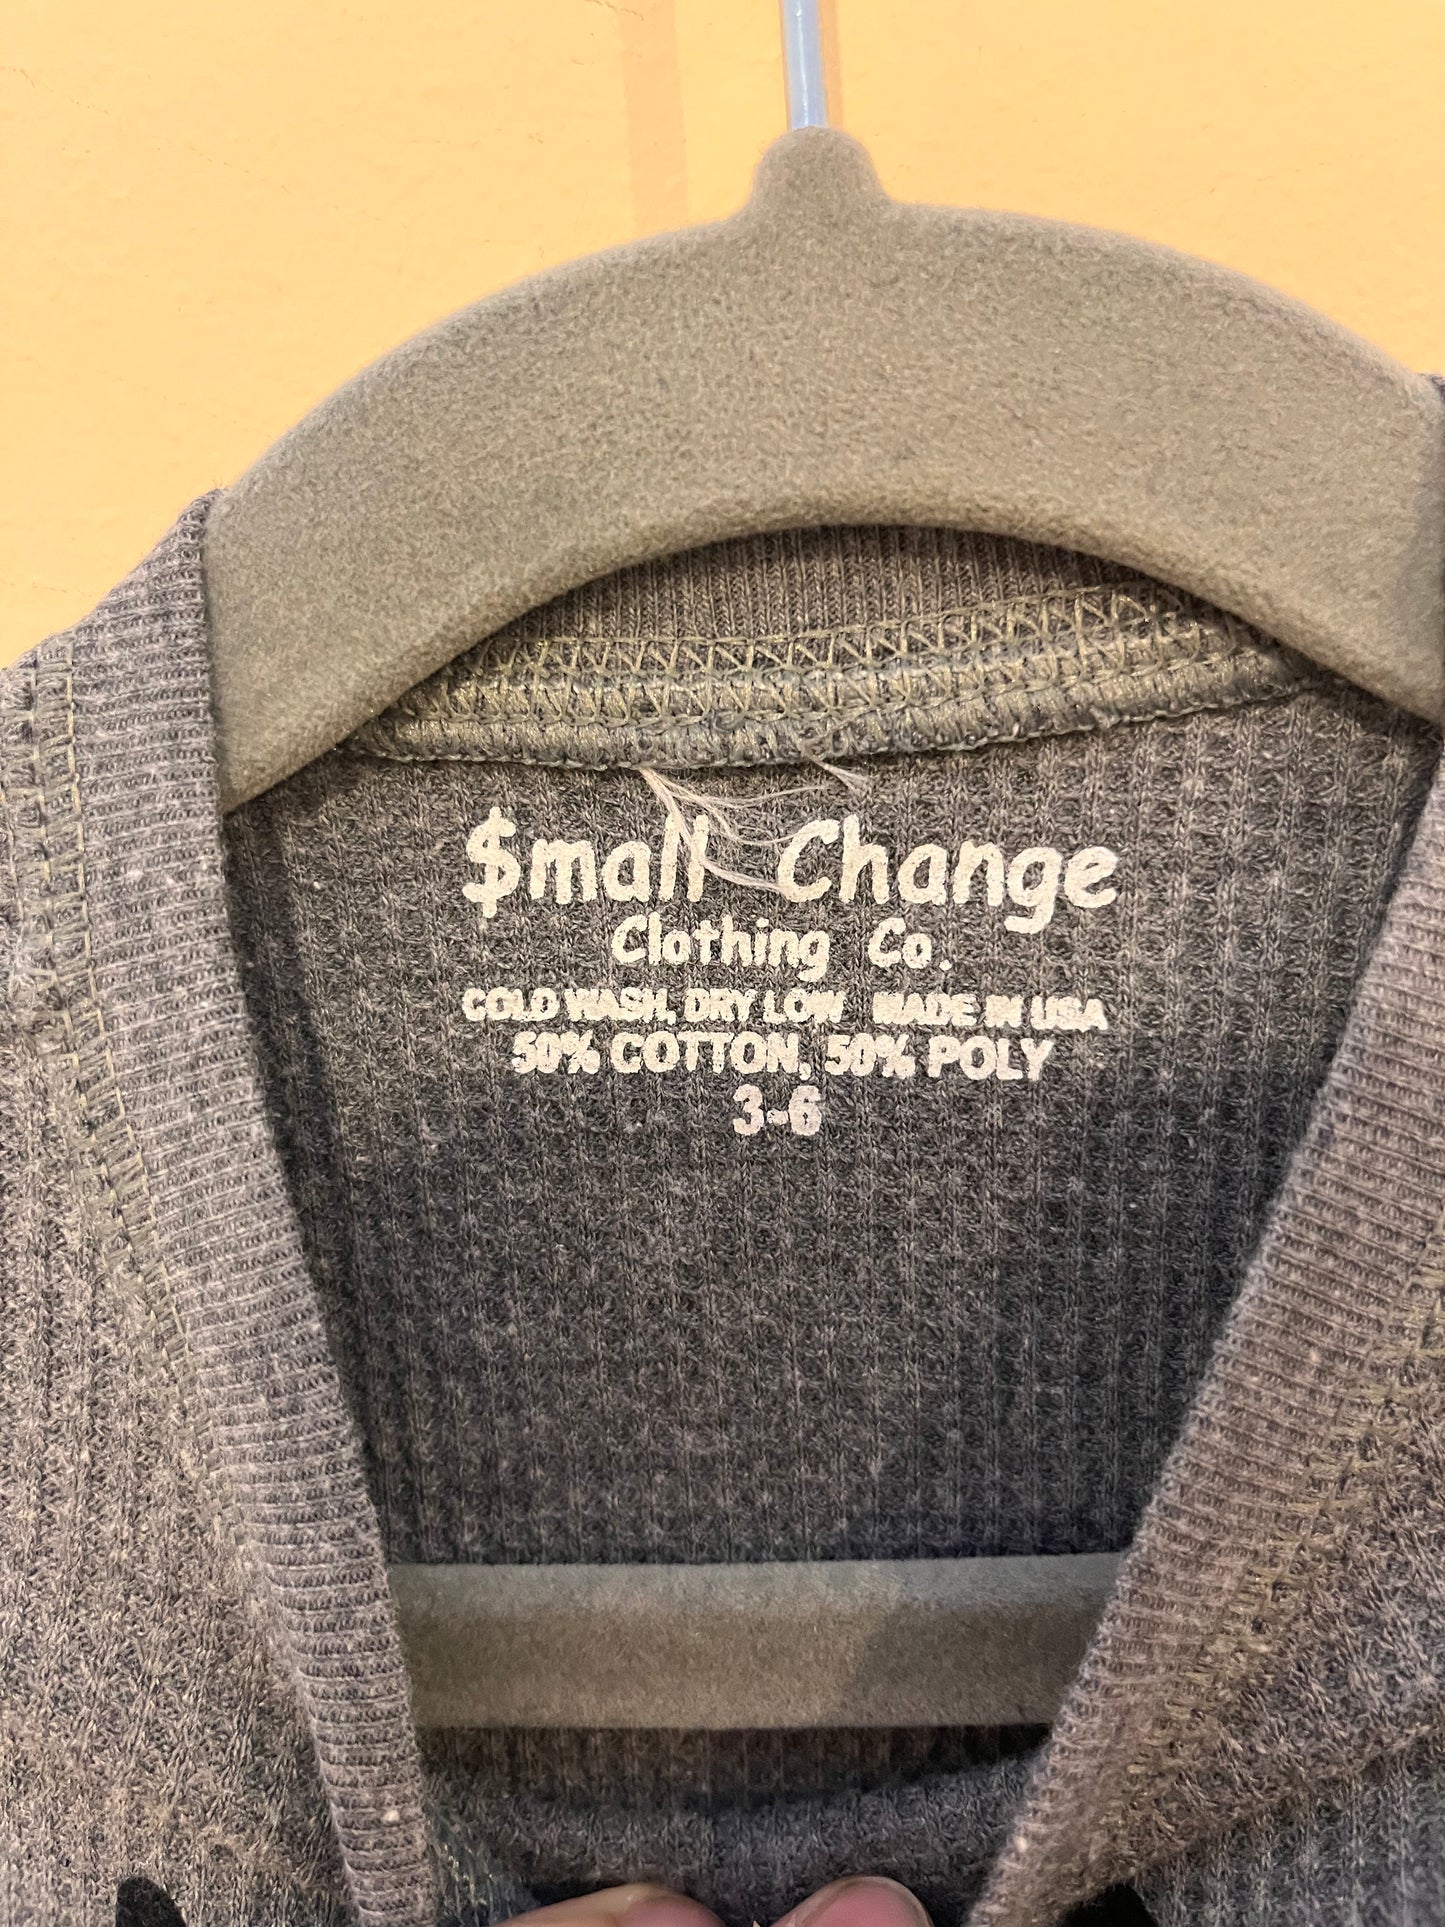 $mall Change
Clothing Co.
COLD WASH, DRY LOW MADE IN USA
50% COTTON, 50% POLY
3-6